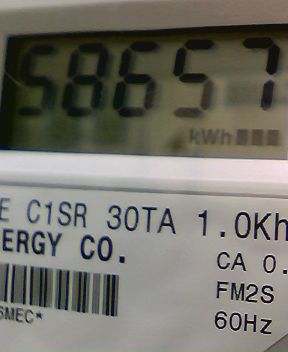 58657
kWh
E C1SR 30TA 1.0Kh
ERGY CO.
CA 0.
FM2S
60Hz
SMEC*